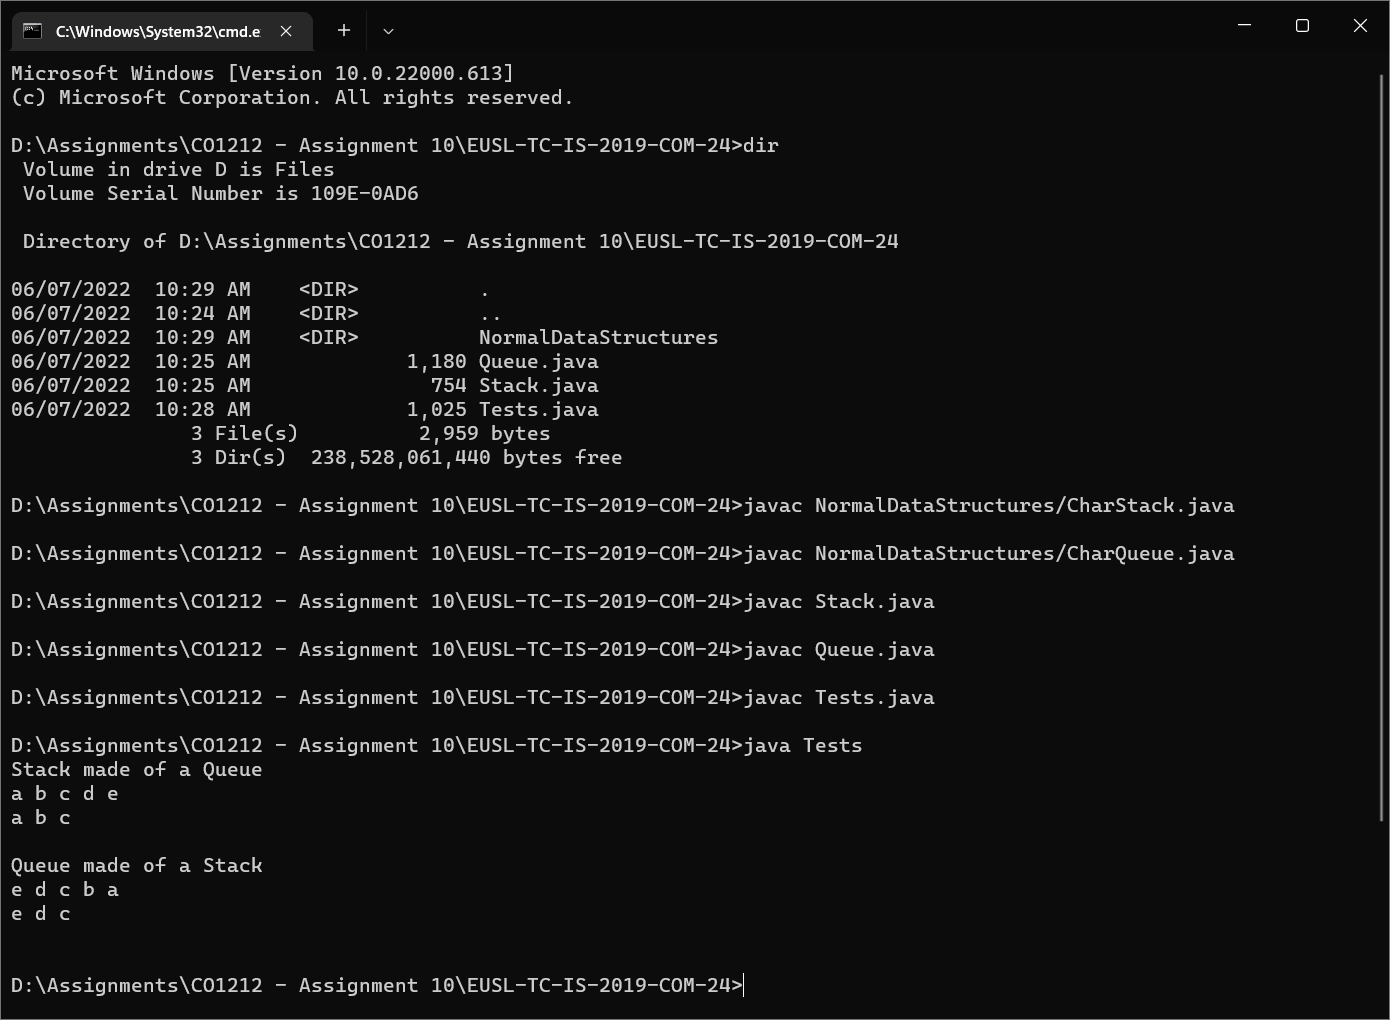 C:\Windows\System32\cmd.e
Microsoft Windows [Version 10.0.22000.613]
(c) Microsoft Corporation. All rights reserved.
D:\Assignments\CO1212 - Assignment 10\EUSL-TC-IS-2019-COM-24>dir
 Volume in drive D is Files
 Volume Serial Number is 109E-0AD6
 Directory of D:\Assignments\CO1212 - Assignment 10\EUSL-TC-IS-2019-COM-24
06/07/2022  10:29 AM    <DIR>          .
06/07/2022  10:24 AM    <DIR>          ..
06/07/2022  10:29 AM    <DIR>          NormalDataStructures
06/07/2022  10:25 AM             1,180 Queue.java
06/07/2022  10:25 AM               754 Stack.java
06/07/2022  10:28 AM             1,025 Tests.java
               3 File(s)          2,959 bytes
               3 Dir(s)  238,528,061,440 bytes free
D:\Assignments\CO1212 - Assignment 10\EUSL-TC-IS-2019-COM-24>javac NormalDataStructures/CharStack.java
D:\Assignments\CO1212 - Assignment 10\EUSL-TC-IS-2019-COM-24>javac NormalDataStructures/CharQueue.java
D:\Assignments\CO1212 - Assignment 10\EUSL-TC-IS-2019-COM-24>javac Stack.java
D:\Assignments\CO1212 - Assignment 10\EUSL-TC-IS-2019-COM-24>javac Queue.java
D:\Assignments\CO1212 - Assignment 10\EUSL-TC-IS-2019-COM-24>javac Tests.java
D:\Assignments\CO1212 - Assignment 10\EUSL-TC-IS-2019-COM-24>java Tests
Stack made of a Queue
a b c d e
a b c
Queue made of a Stack
e d c b a
e d c
D:\Assignments\CO1212 - Assignment 10\EUSL-TC-IS-2019-COM-24>